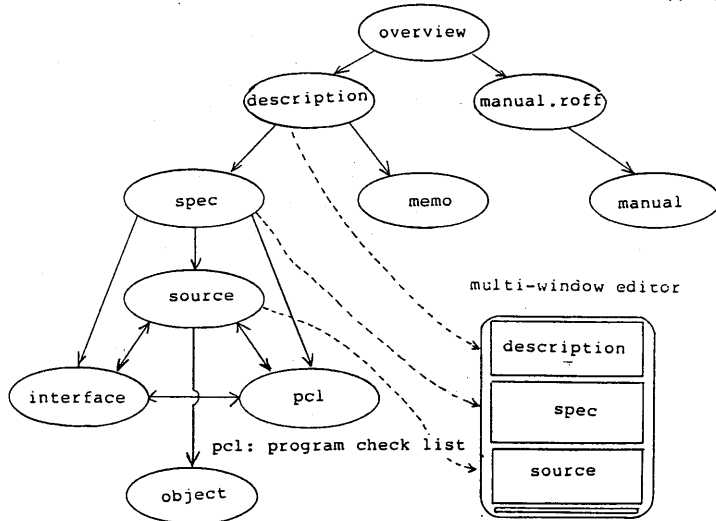 overview
description
manual.roff
spec
memo
manual
source
multi-window editor
description
interface
pcl
spec
pcl: program check list
source
object